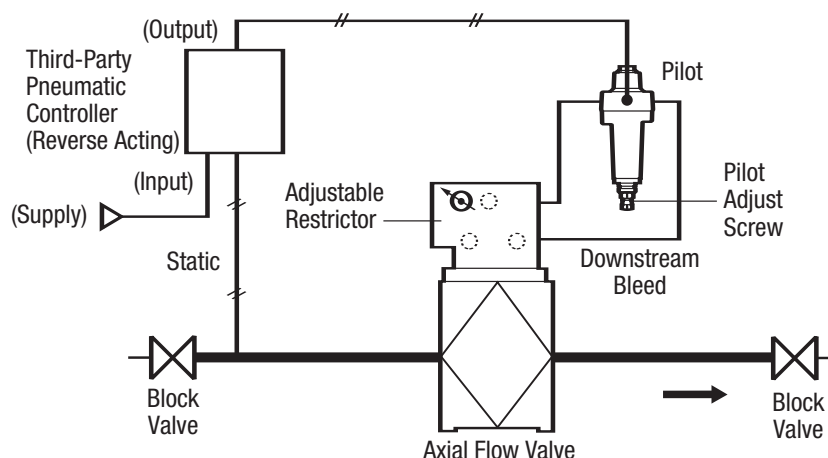 (Output)
Third-Party
Pneumatic
Controller
(Reverse Acting)
(Input)
(Supply)
Static
Pilot
Adjustable
Restrictor
Pilot
Adjust
Screw
Downstream
Bleed
Block
Valve
Axial Flow Valve
Block
Valve